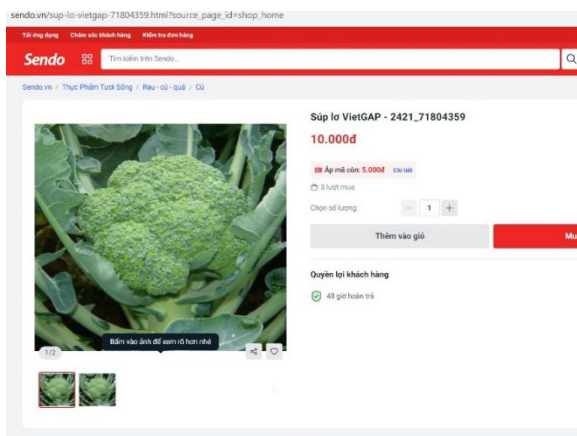 sendo.vn/sup-lo-vietgap-71804359.html?source_page_id=shop_home
Tải ứng dụng Chăm sóc khách hàng Kiểm tra đơn hàng
Sendo Tìm kiếm trên Sendo...
Sendo.vn / Thực Phẩm Tươi Sống / Rau - củ - quả / Củ
Súp lơ VietGAP - 2421_71804359
10.000đ
Áp mã còn: 5.000đ Chi tiết
3 lượt mua
Chọn số lượng: − 1 +
Thêm vào giỏ Mu
Quyền lợi khách hàng
48 giờ hoàn trả
Bấm vào ảnh để xem rõ hơn nhé
1/2